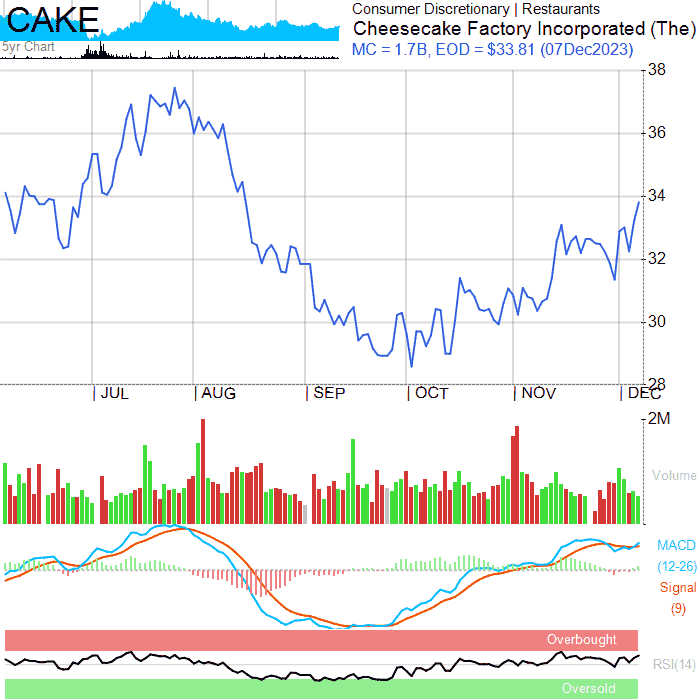 CAKE
5yr Chart
Consumer Discretionary | Restaurants
Cheesecake Factory Incorporated (The)
MC = 1.7B, EOD = $33.81 (07Dec2023)
38
36
34
32
30
28
JUL AUG SEP OCT NOV DEC
2M
Volume
MACD
(12-26)
Signal
(9)
Overbought
RSI(14)
Oversold